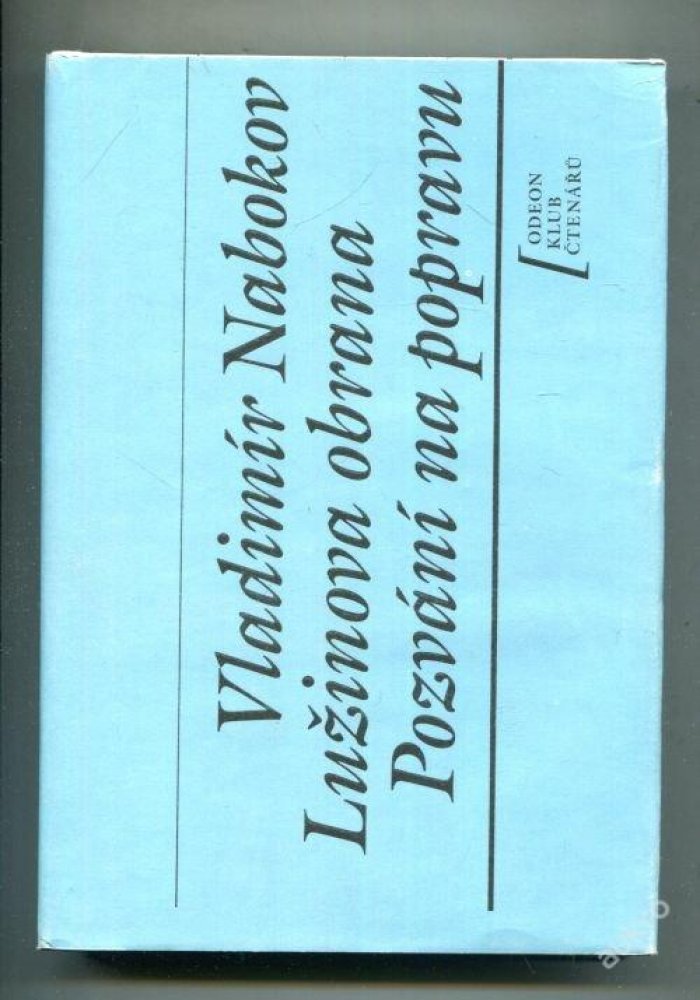 Vladimír Nabokov
Lužinova obrana
Pozvání na popravu
ODEON
KLUB
ČTENÁŘŮ